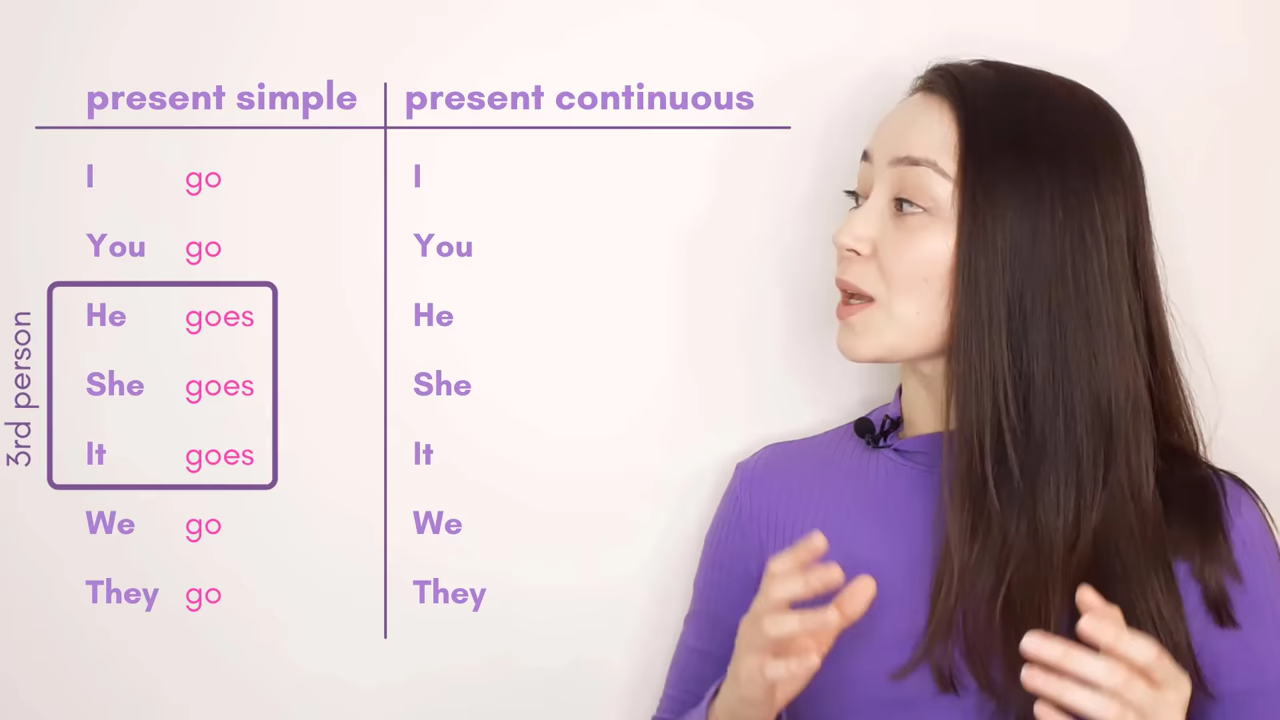 present simple present continuous
I go I
You go You
He goes He
She goes She
It goes It
We go We
They go They
3rd person